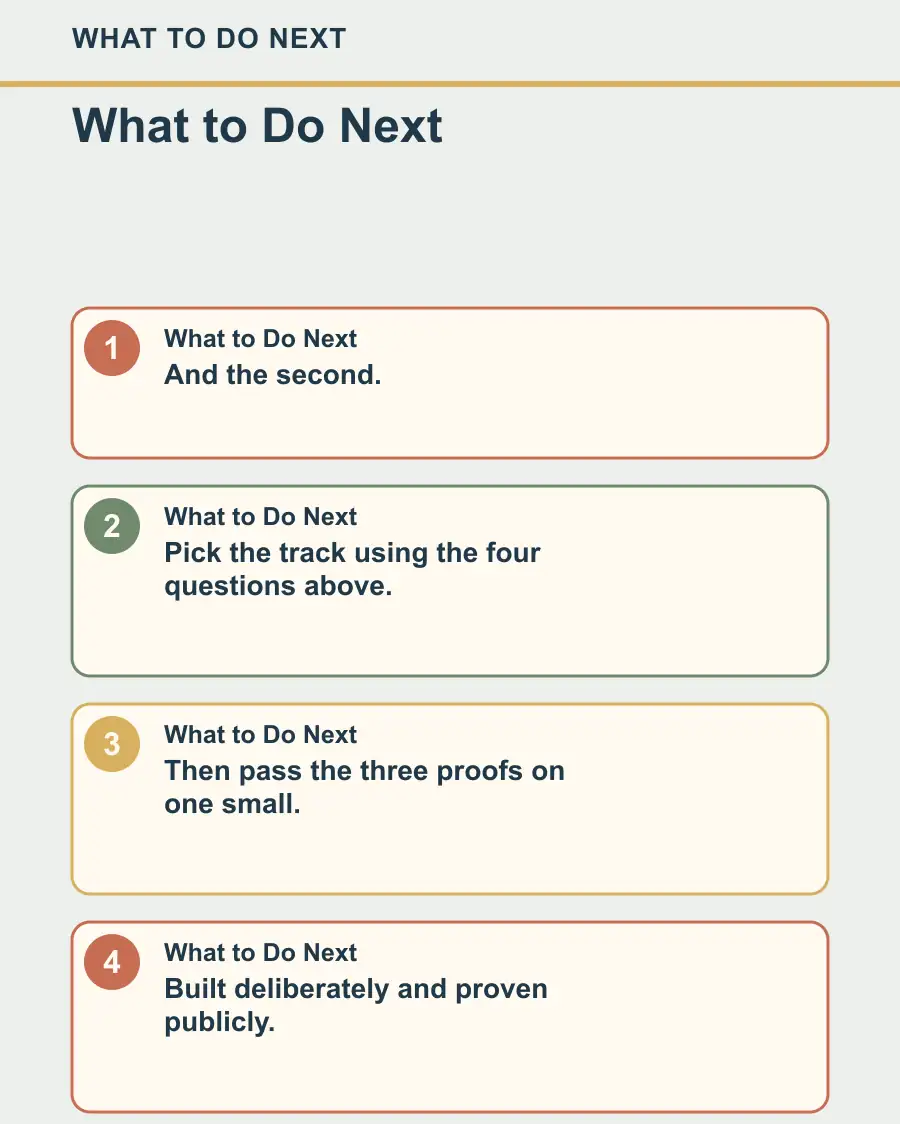 WHAT TO DO NEXT
What to Do Next
1
What to Do Next
And the second.
2
What to Do Next
Pick the track using the four
questions above.
3
What to Do Next
Then pass the three proofs on
one small.
4
What to Do Next
Built deliberately and proven
publicly.